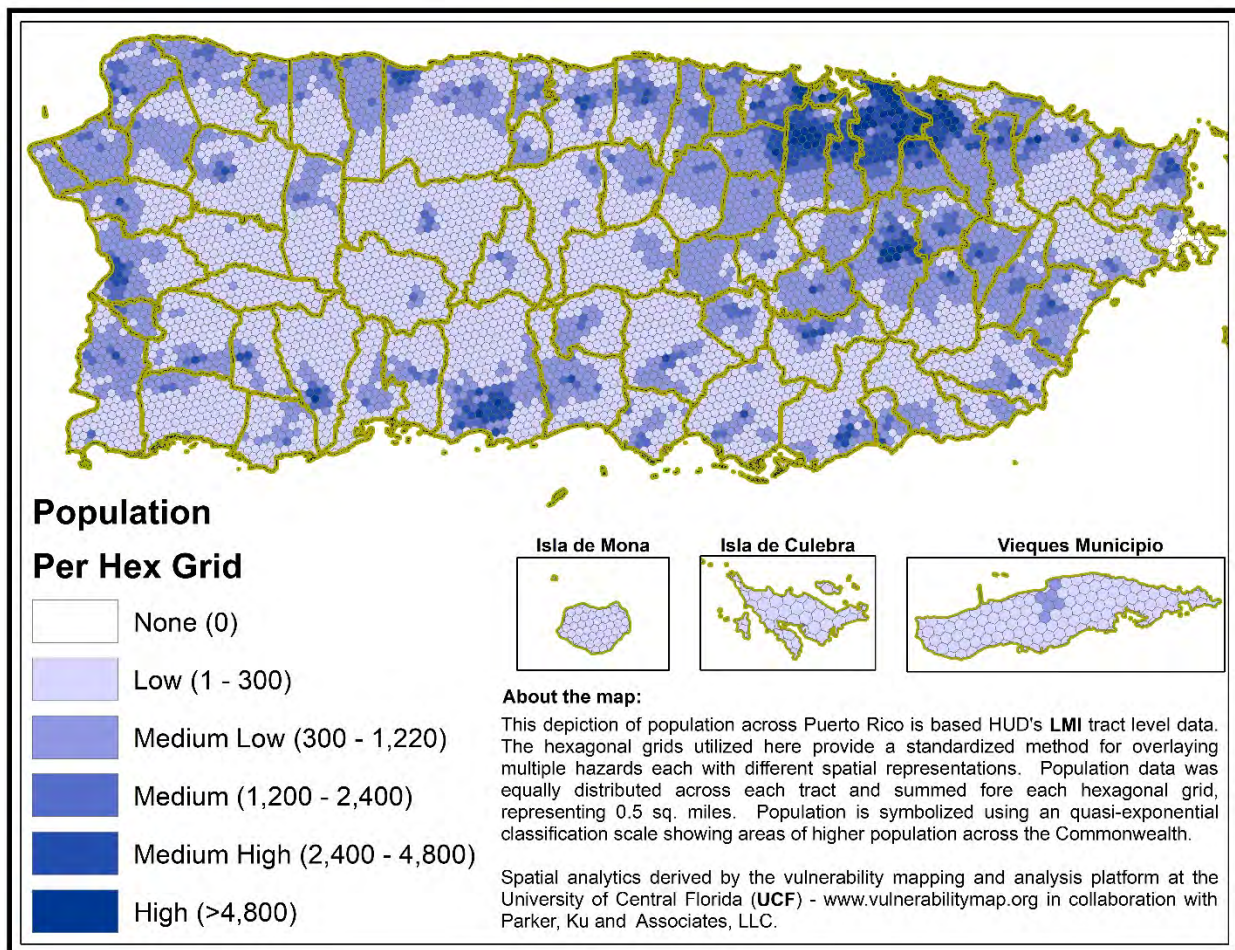 Population
Per Hex Grid
None (0)
Low (1 - 300)
Medium Low (300 - 1,220)
Medium (1,200 - 2,400)
Medium High (2,400 - 4,800)
High (>4,800)
Isla de Mona
Isla de Culebra
Vieques Municipio
About the map:
This depiction of population across Puerto Rico is based HUD's LMI tract level data.
The hexagonal grids utilized here provide a standardized method for overlaying
multiple hazards each with different spatial representations. Population data was
equally distributed across each tract and summed fore each hexagonal grid,
representing 0.5 sq. miles. Population is symbolized using an quasi-exponential
classification scale showing areas of higher population across the Commonwealth.
Spatial analytics derived by the vulnerability mapping and analysis platform at the
University of Central Florida (UCF) - www.vulnerabilitymap.org in collaboration with
Parker, Ku and Associates, LLC.